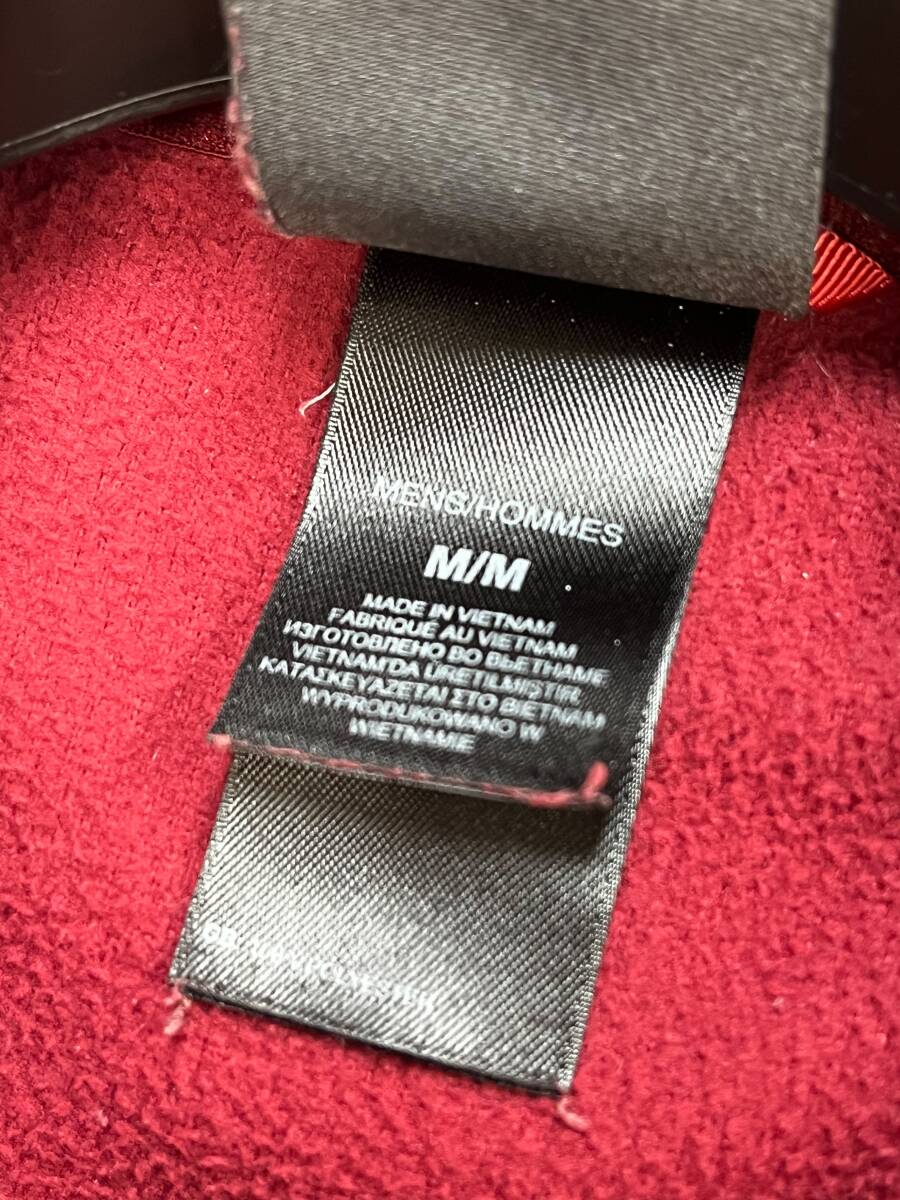 MENS/HOMMES
M/M
MADE IN VIETNAM
FABRIQUÉ AU VIETNAM
ИЗГОТОВЛЕНО ВО ВЬЕТНАМЕ
VIETNAM'DA ÜRETILMIŞTIR.
ΚΑΤΑΣΚΕΥΑΖΕΤΑΙ ΣΤΟ ΒΙΕΤΝΑΜ
WYPRODUKOWANO W
WIETNAMIE
POLYESTER